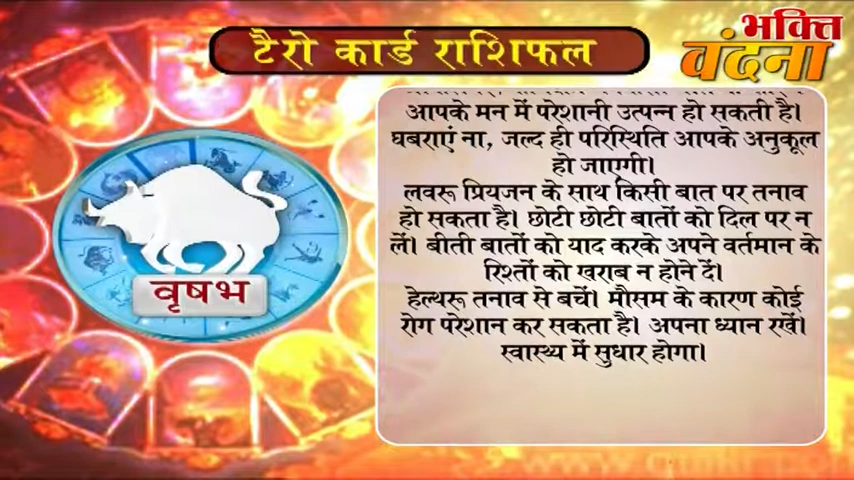 टैरो कार्ड राशिफल
भक्ति
वंदना
आपके मन में परेशानी उत्पन्न हो सकती है।
घबराएं ना, जल्द ही परिस्थिति आपके अनुकूल
हो जाएगी।
लवरू प्रियजन के साथ किसी बात पर तनाव
हो सकता है। छोटी छोटी बातों को दिल पर न
लें। बीती बातों को याद करके अपने वर्तमान के
रिश्तों को खराब न होने दें।
हेल्थरू तनाव से बचें। मौसम के कारण कोई
रोग परेशान कर सकता है। अपना ध्यान रखें।
स्वास्थ्य में सुधार होगा।
वृषभ